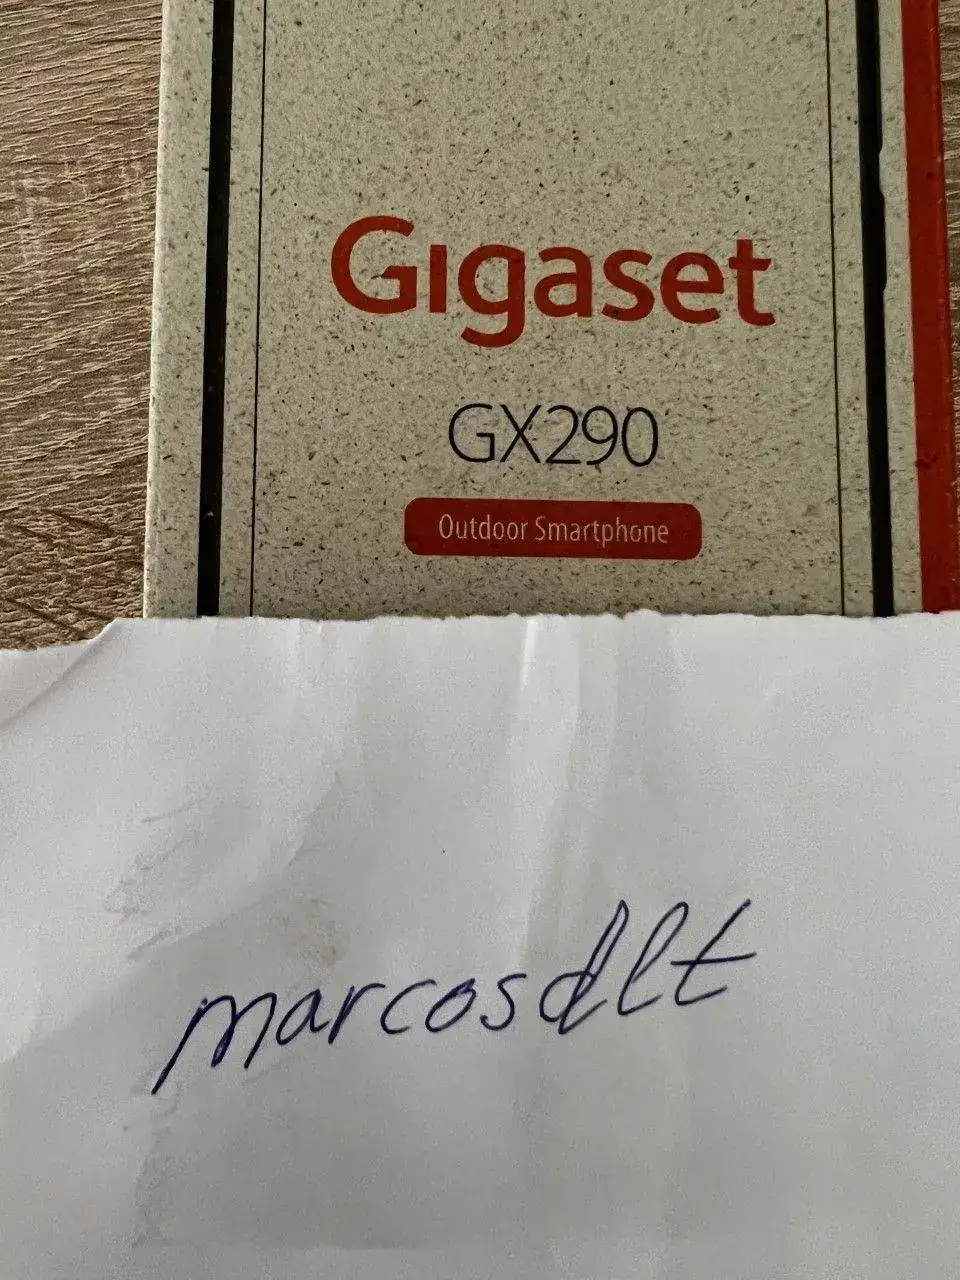 Gigaset
GX290
Outdoor Smartphone
marcosdlt